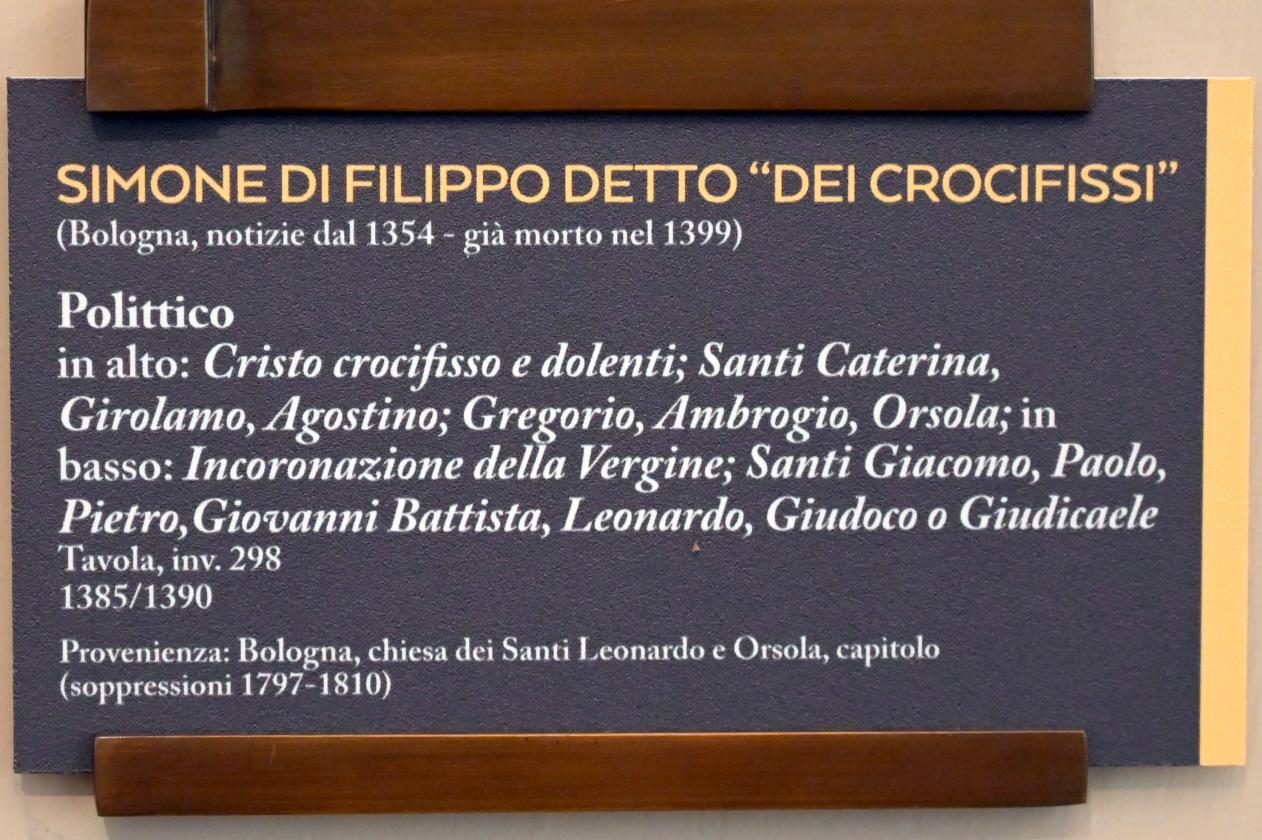 SIMONE DI FILIPPO DETTO “DEI CROCIFISSI”
(Bologna, notizie dal 1354 - già morto nel 1399)
Polittico
in alto: Cristo crocifisso e dolenti; Santi Caterina,
Girolamo, Agostino; Gregorio, Ambrogio, Orsola; in
basso: Incoronazione della Vergine; Santi Giacomo, Paolo,
Pietro, Giovanni Battista, Leonardo, Giudoco o Giudicaele
Tavola, inv. 298
1385/1390
Provenienza: Bologna, chiesa dei Santi Leonardo e Orsola, capitolo
(soppressioni 1797-1810)